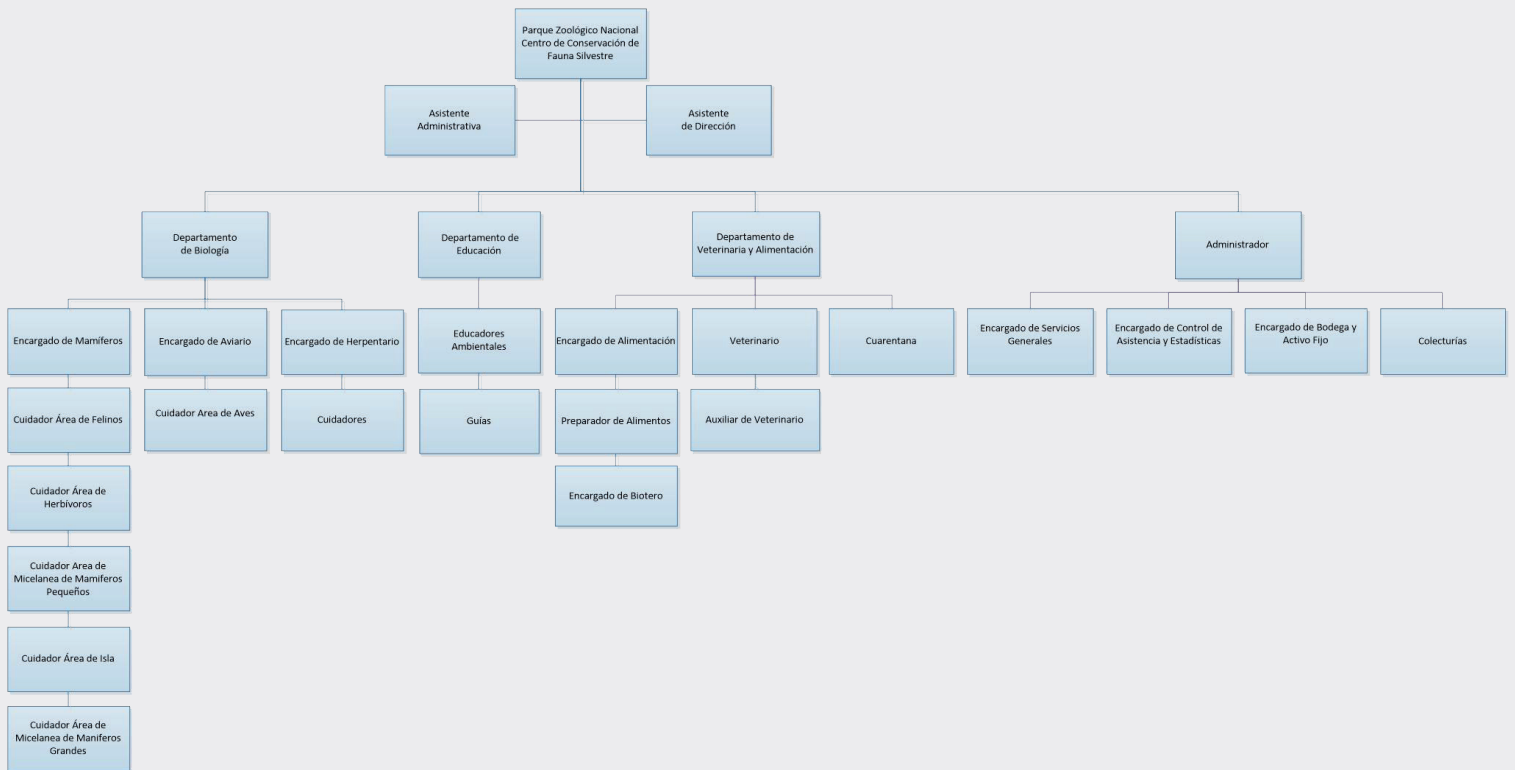 Parque Zoológico Nacional
Centro de Conservación de
Fauna Silvestre
Asistente
Administrativa
Asistente
de Dirección
Departamento
de Biología
Departamento de
Educación
Departamento de
Veterinaria y Alimentación
Administrador
Encargado de Mamíferos
Encargado de Aviario
Encargado de Herpentario
Educadores
Ambientales
Encargado de Alimentación
Veterinario
Cuarentana
Encargado de Servicios
Generales
Encargado de Control de
Asistencia y Estadísticas
Encargado de Bodega y
Activo Fijo
Colecturías
Cuidador Área de Felinos
Cuidador Area de Aves
Cuidadores
Guías
Preparador de Alimentos
Auxiliar de Veterinario
Cuidador Área de
Herbívoros
Encargado de Biotero
Cuidador Area de
Micelanea de Mamiferos
Pequeños
Cuidador Área de Isla
Cuidador Área de
Micelanea de Maniferos
Grandes